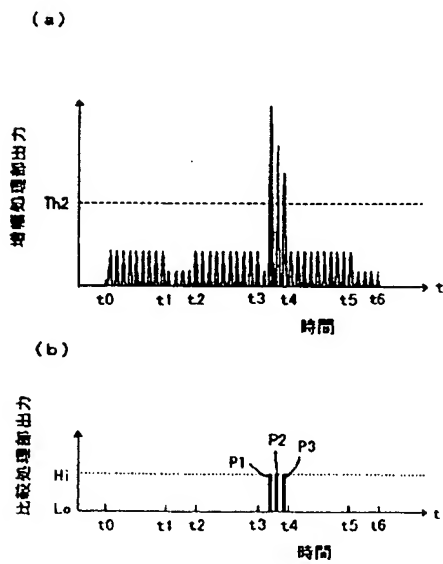 (a)
増幅処理部出力
Th2
t0 t1 t2 t3 t4 t5 t6 t
時間
(b)
比較処理部出力
P1 P2 P3
Hi
Lo
t0 t1 t2 t3 t4 t5 t6 t
時間